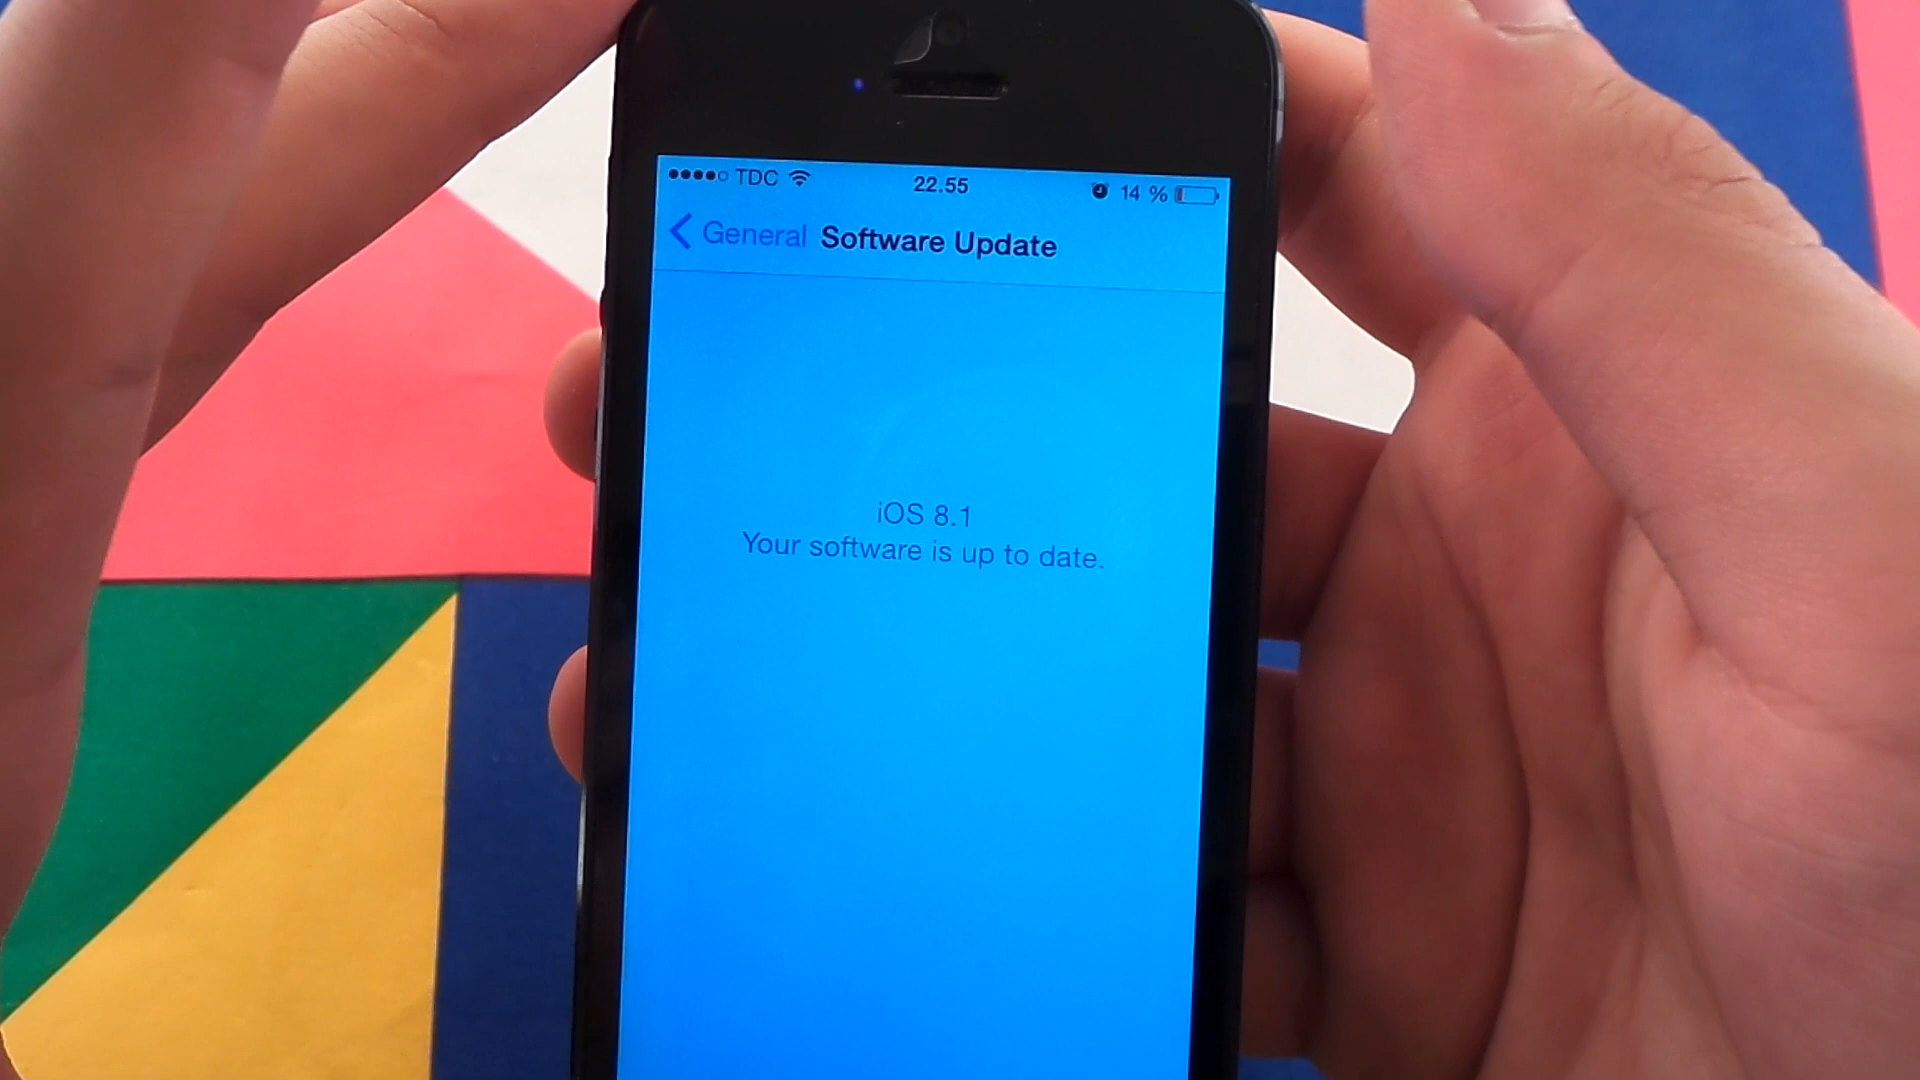 TDC 22.55 14 %
General Software Update
iOS 8.1
Your software is up to date.